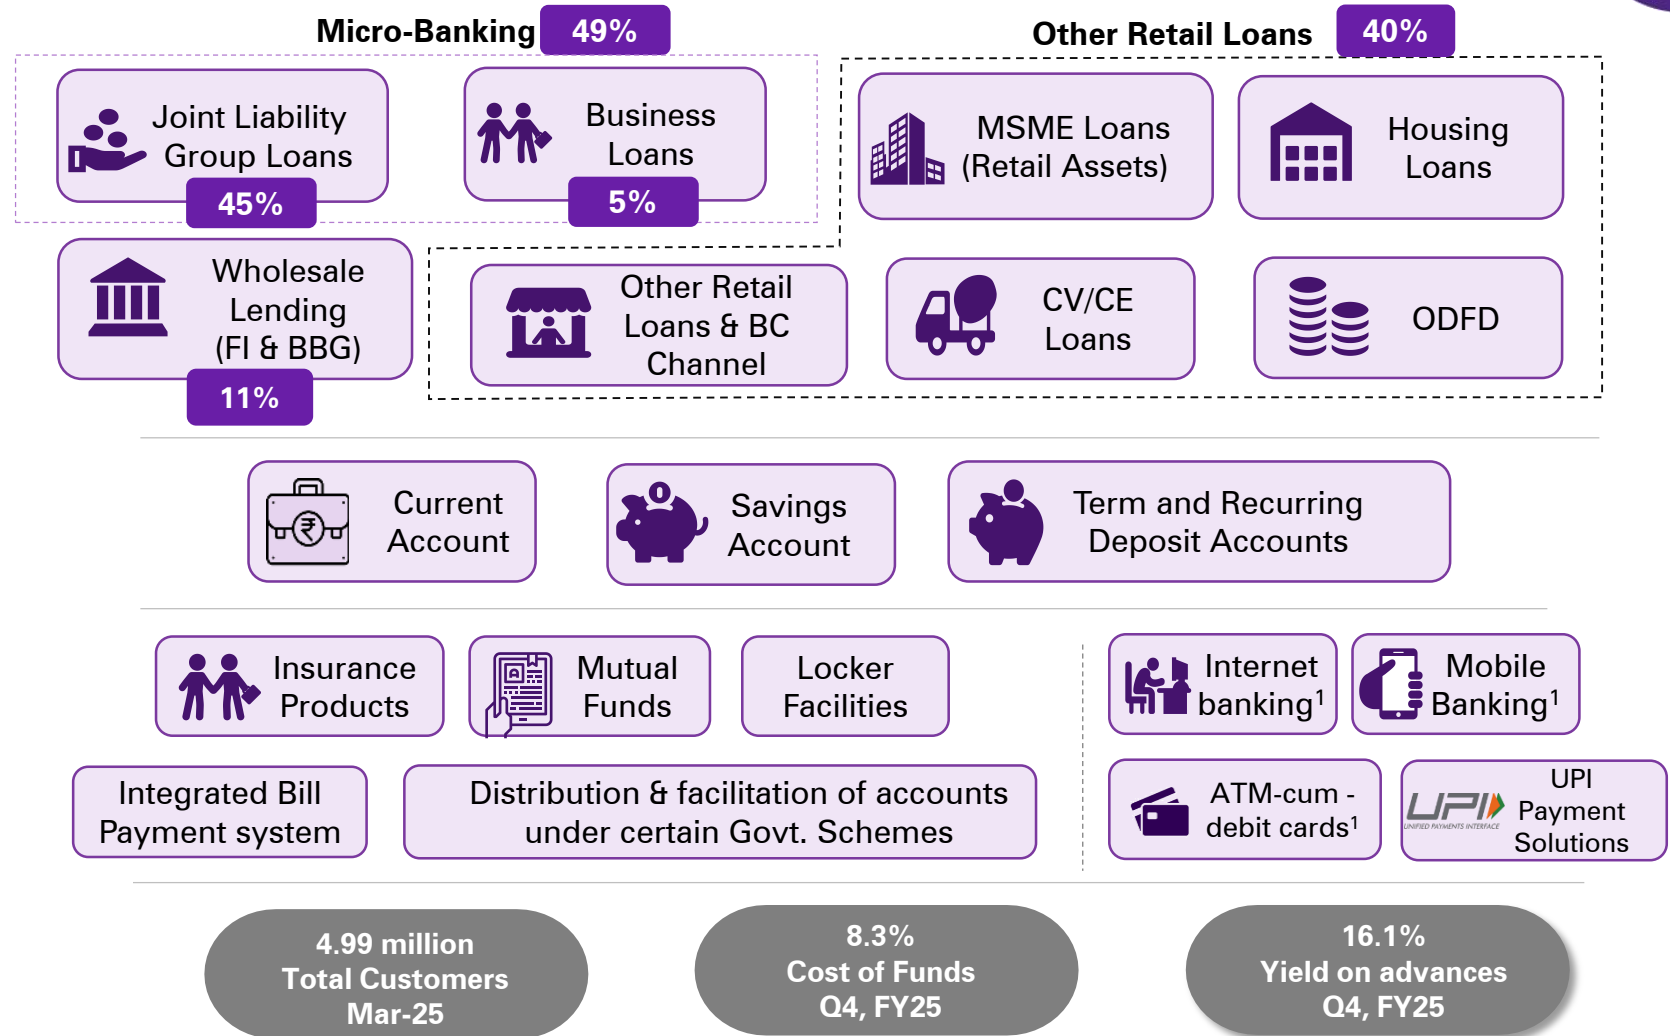 Micro-Banking 49%
Other Retail Loans 40%
Joint Liability
Group Loans
45%
Business
Loans
5%
MSME Loans
(Retail Assets)
Housing
Loans
Wholesale
Lending
(FI & BBG)
11%
Other Retail
Loans & BC
Channel
CV/CE
Loans
ODFD
Current
Account
Savings
Account
Term and Recurring
Deposit Accounts
Insurance
Products
Mutual
Funds
Locker
Facilities
Internet
banking¹
Mobile
Banking¹
Integrated Bill
Payment system
Distribution & facilitation of accounts
under certain Govt. Schemes
ATM-cum -
debit cards¹
UPI
UNIFIED PAYMENTS INTERFACE
UPI
Payment
Solutions
4.99 million
Total Customers
Mar-25
8.3%
Cost of Funds
Q4, FY25
16.1%
Yield on advances
Q4, FY25